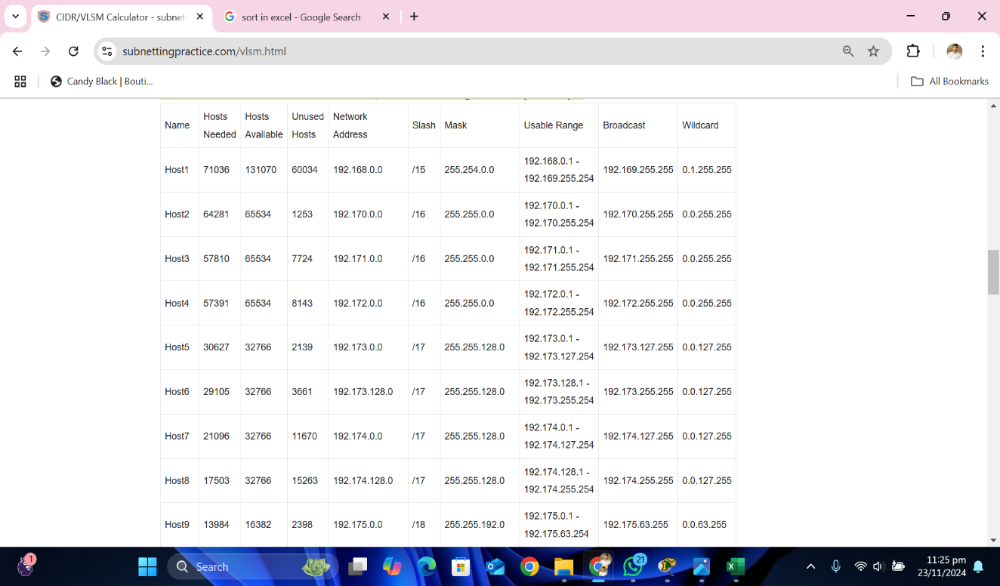 CIDR/VLSM Calculator - subnett
sort in excel - Google Search
subnettingpractice.com/vlsm.html
Candy Black | Bouti...
All Bookmarks
Name Hosts Needed Hosts Available Unused Hosts Network Address Slash Mask Usable Range Broadcast Wildcard
Host1 71036 131070 60034 192.168.0.0 /15 255.254.0.0 192.168.0.1 - 192.169.255.254 192.169.255.255 0.1.255.255
Host2 64281 65534 1253 192.170.0.0 /16 255.255.0.0 192.170.0.1 - 192.170.255.254 192.170.255.255 0.0.255.255
Host3 57810 65534 7724 192.171.0.0 /16 255.255.0.0 192.171.0.1 - 192.171.255.254 192.171.255.255 0.0.255.255
Host4 57391 65534 8143 192.172.0.0 /16 255.255.0.0 192.172.0.1 - 192.172.255.254 192.172.255.255 0.0.255.255
Host5 30627 32766 2139 192.173.0.0 /17 255.255.128.0 192.173.0.1 - 192.173.127.254 192.173.127.255 0.0.127.255
Host6 29105 32766 3661 192.173.128.0 /17 255.255.128.0 192.173.128.1 - 192.173.255.254 192.173.255.255 0.0.127.255
Host7 21096 32766 11670 192.174.0.0 /17 255.255.128.0 192.174.0.1 - 192.174.127.254 192.174.127.255 0.0.127.255
Host8 17503 32766 15263 192.174.128.0 /17 255.255.128.0 192.174.128.1 - 192.174.255.254 192.174.255.255 0.0.127.255
Host9 13984 16382 2398 192.175.0.0 /18 255.255.192.0 192.175.0.1 - 192.175.63.254 192.175.63.255 0.0.63.255
1
Search
21
11:25 pm
23/11/2024